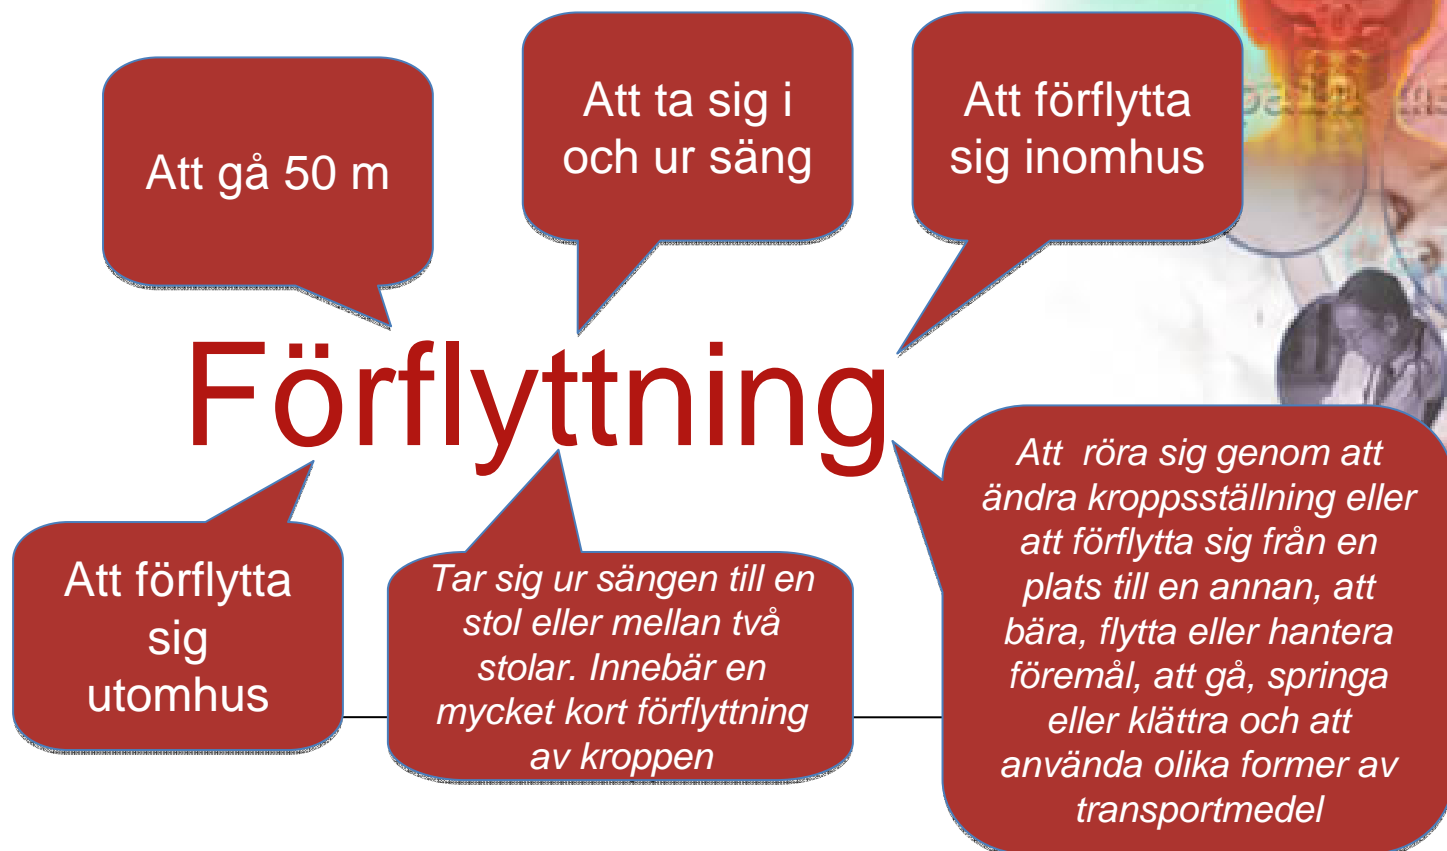 Att gå 50 m
Att ta sig i
och ur säng
Att förflytta
sig inomhus
Förflyttning
Att förflytta
sig
utomhus
Tar sig ur sängen till en
stol eller mellan två
stolar. Innebär en
mycket kort förflyttning
av kroppen
Att röra sig genom att
ändra kroppsställning eller
att förflytta sig från en
plats till en annan, att
bära, flytta eller hantera
föremål, att gå, springa
eller klättra och att
använda olika former av
transportmedel